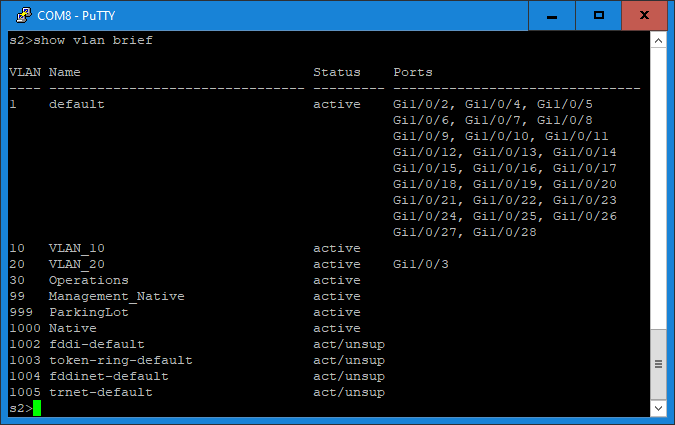 COM8 - PuTTY
s2>show vlan brief
VLAN Name                             Status    Ports
---- -------------------------------- --------- -------------------------------
1    default                          active    Gi1/0/2, Gi1/0/4, Gi1/0/5
                                                Gi1/0/6, Gi1/0/7, Gi1/0/8
                                                Gi1/0/9, Gi1/0/10, Gi1/0/11
                                                Gi1/0/12, Gi1/0/13, Gi1/0/14
                                                Gi1/0/15, Gi1/0/16, Gi1/0/17
                                                Gi1/0/18, Gi1/0/19, Gi1/0/20
                                                Gi1/0/21, Gi1/0/22, Gi1/0/23
                                                Gi1/0/24, Gi1/0/25, Gi1/0/26
                                                Gi1/0/27, Gi1/0/28
10   VLAN_10                          active
20   VLAN_20                          active    Gi1/0/3
30   Operations                       active
99   Management_Native                active
999  ParkingLot                       active
1000 Native                           active
1002 fddi-default                     act/unsup
1003 token-ring-default               act/unsup
1004 fddinet-default                  act/unsup
1005 trnet-default                    act/unsup
s2>